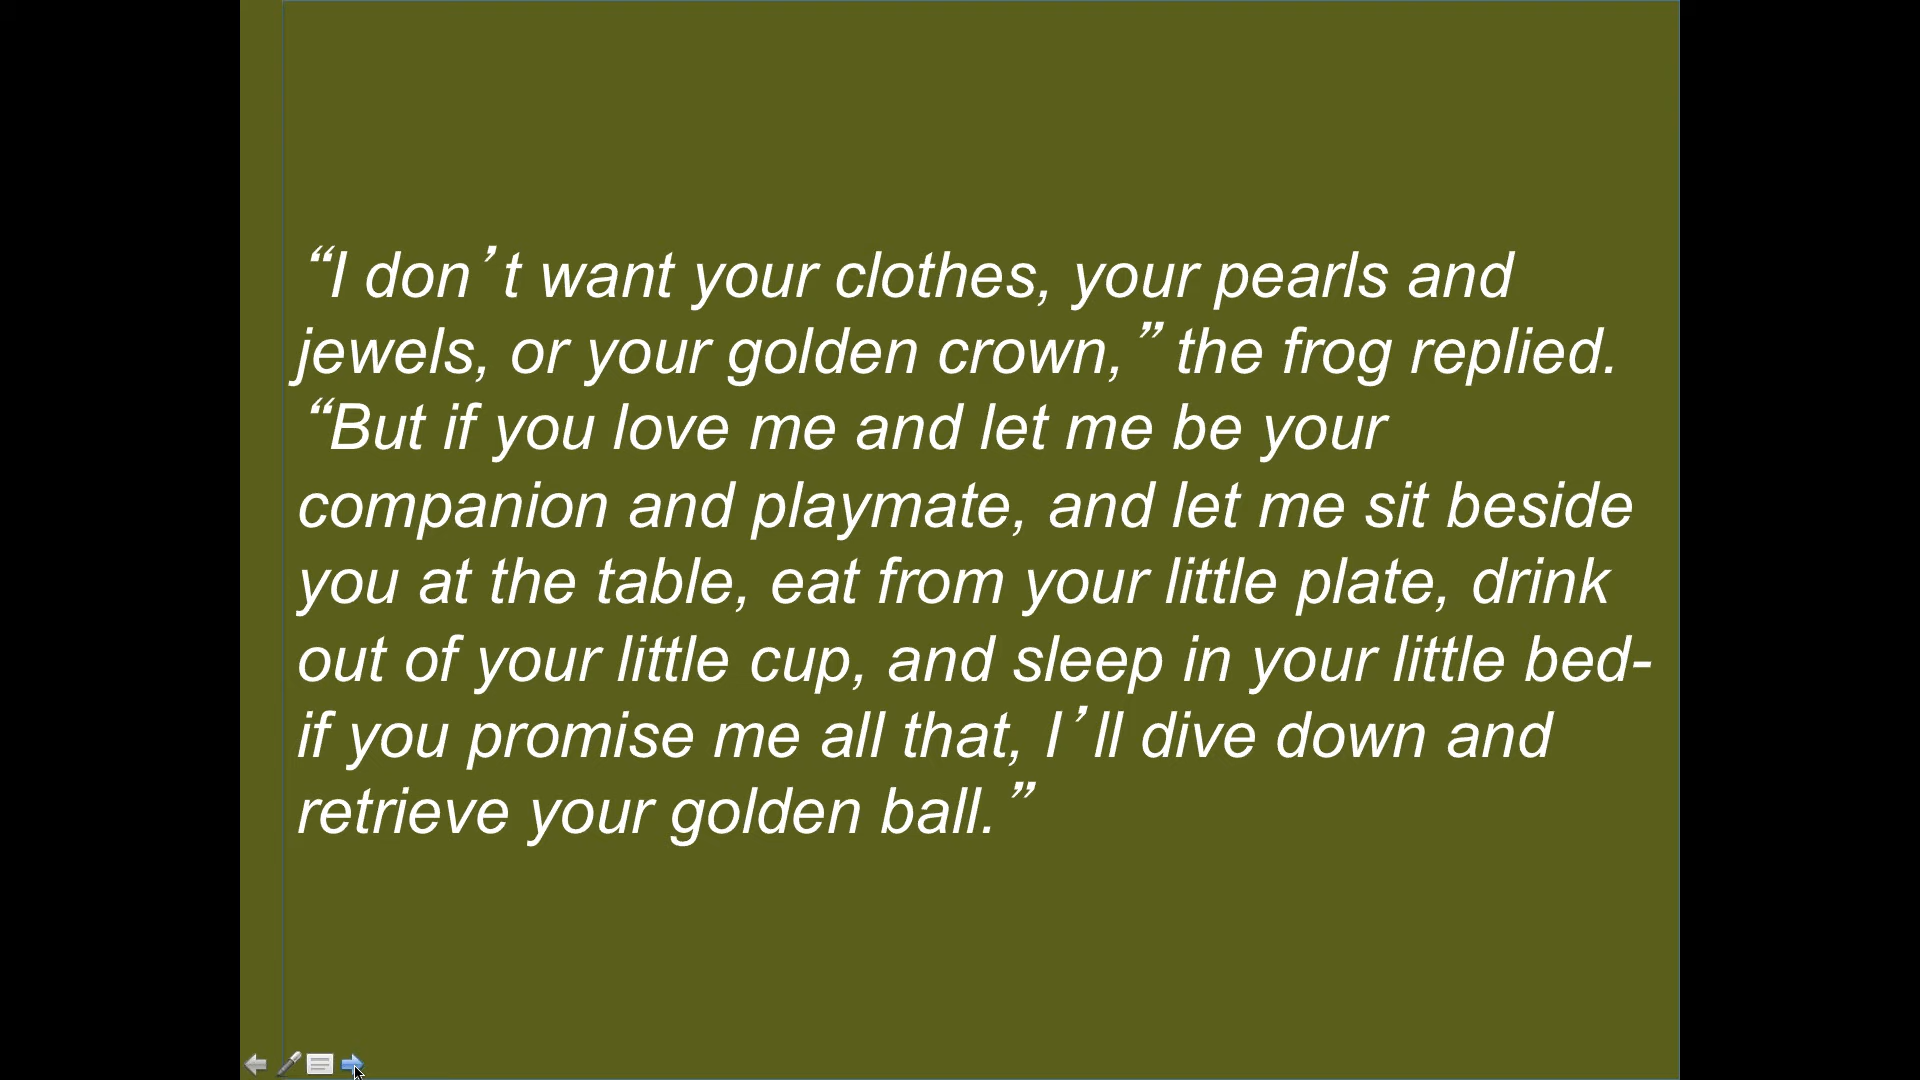 “I don’t want your clothes, your pearls and
jewels, or your golden crown,” the frog replied.
“But if you love me and let me be your
companion and playmate, and let me sit beside
you at the table, eat from your little plate, drink
out of your little cup, and sleep in your little bed-
if you promise me all that, I’ll dive down and
retrieve your golden ball.”